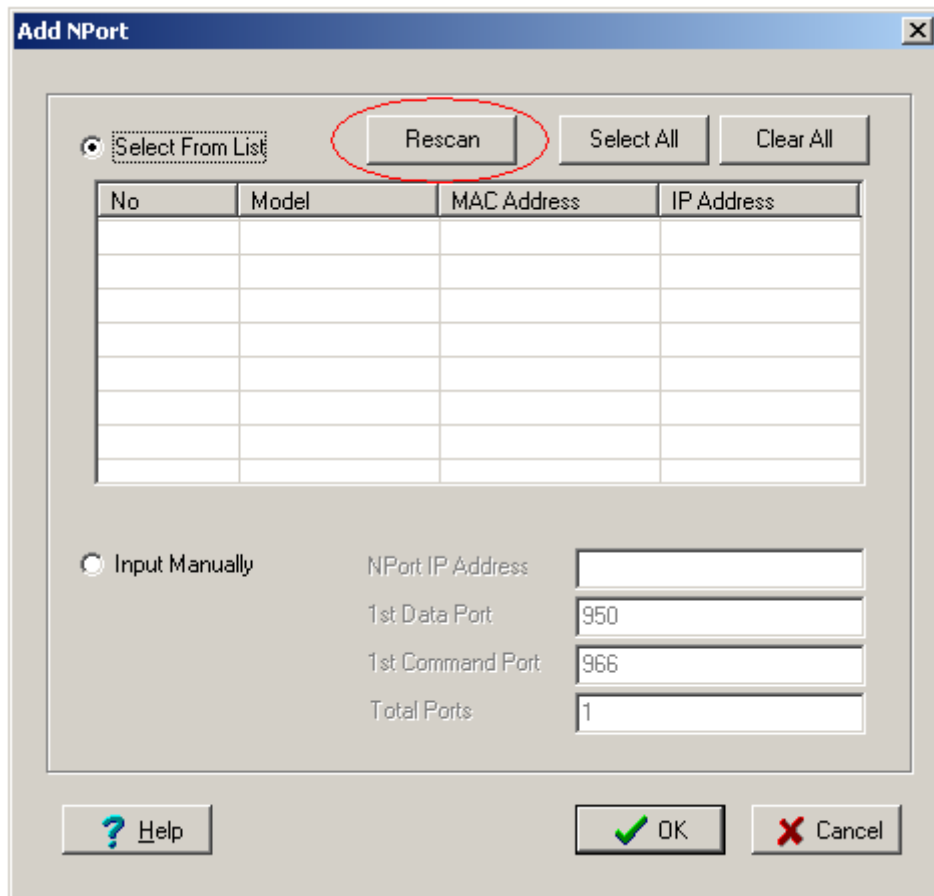 Add NPort
Select From List Rescan Select All Clear All
No Model MAC Address IP Address
Input Manually NPort IP Address
1st Data Port 950
1st Command Port 966
Total Ports 1
? Help OK Cancel